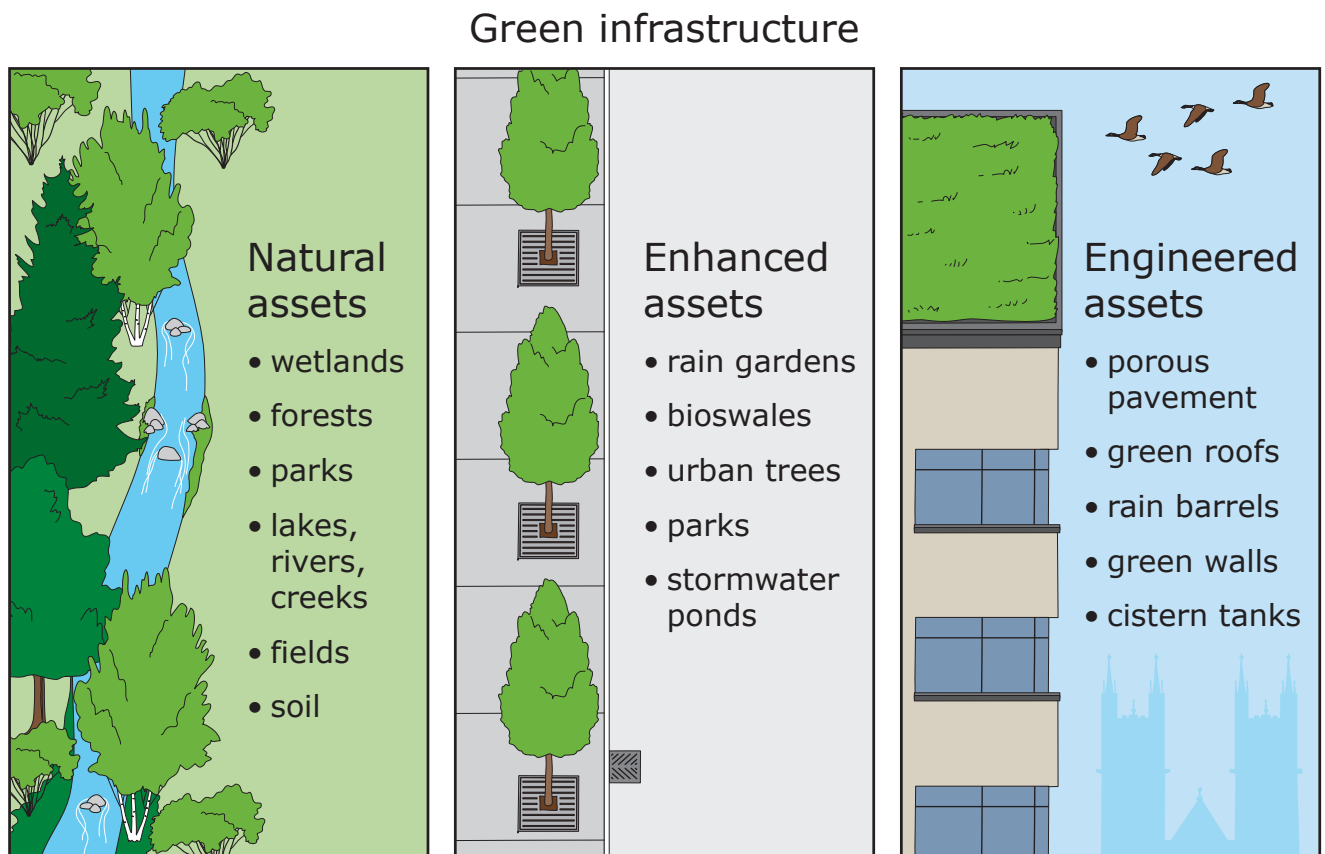 Green infrastructure
Natural
assets
• wetlands
• forests
• parks
• lakes,
rivers,
creeks
• fields
• soil
Enhanced
assets
• rain gardens
• bioswales
• urban trees
• parks
• stormwater
ponds
Engineered
assets
• porous
pavement
• green roofs
• rain barrels
• green walls
• cistern tanks